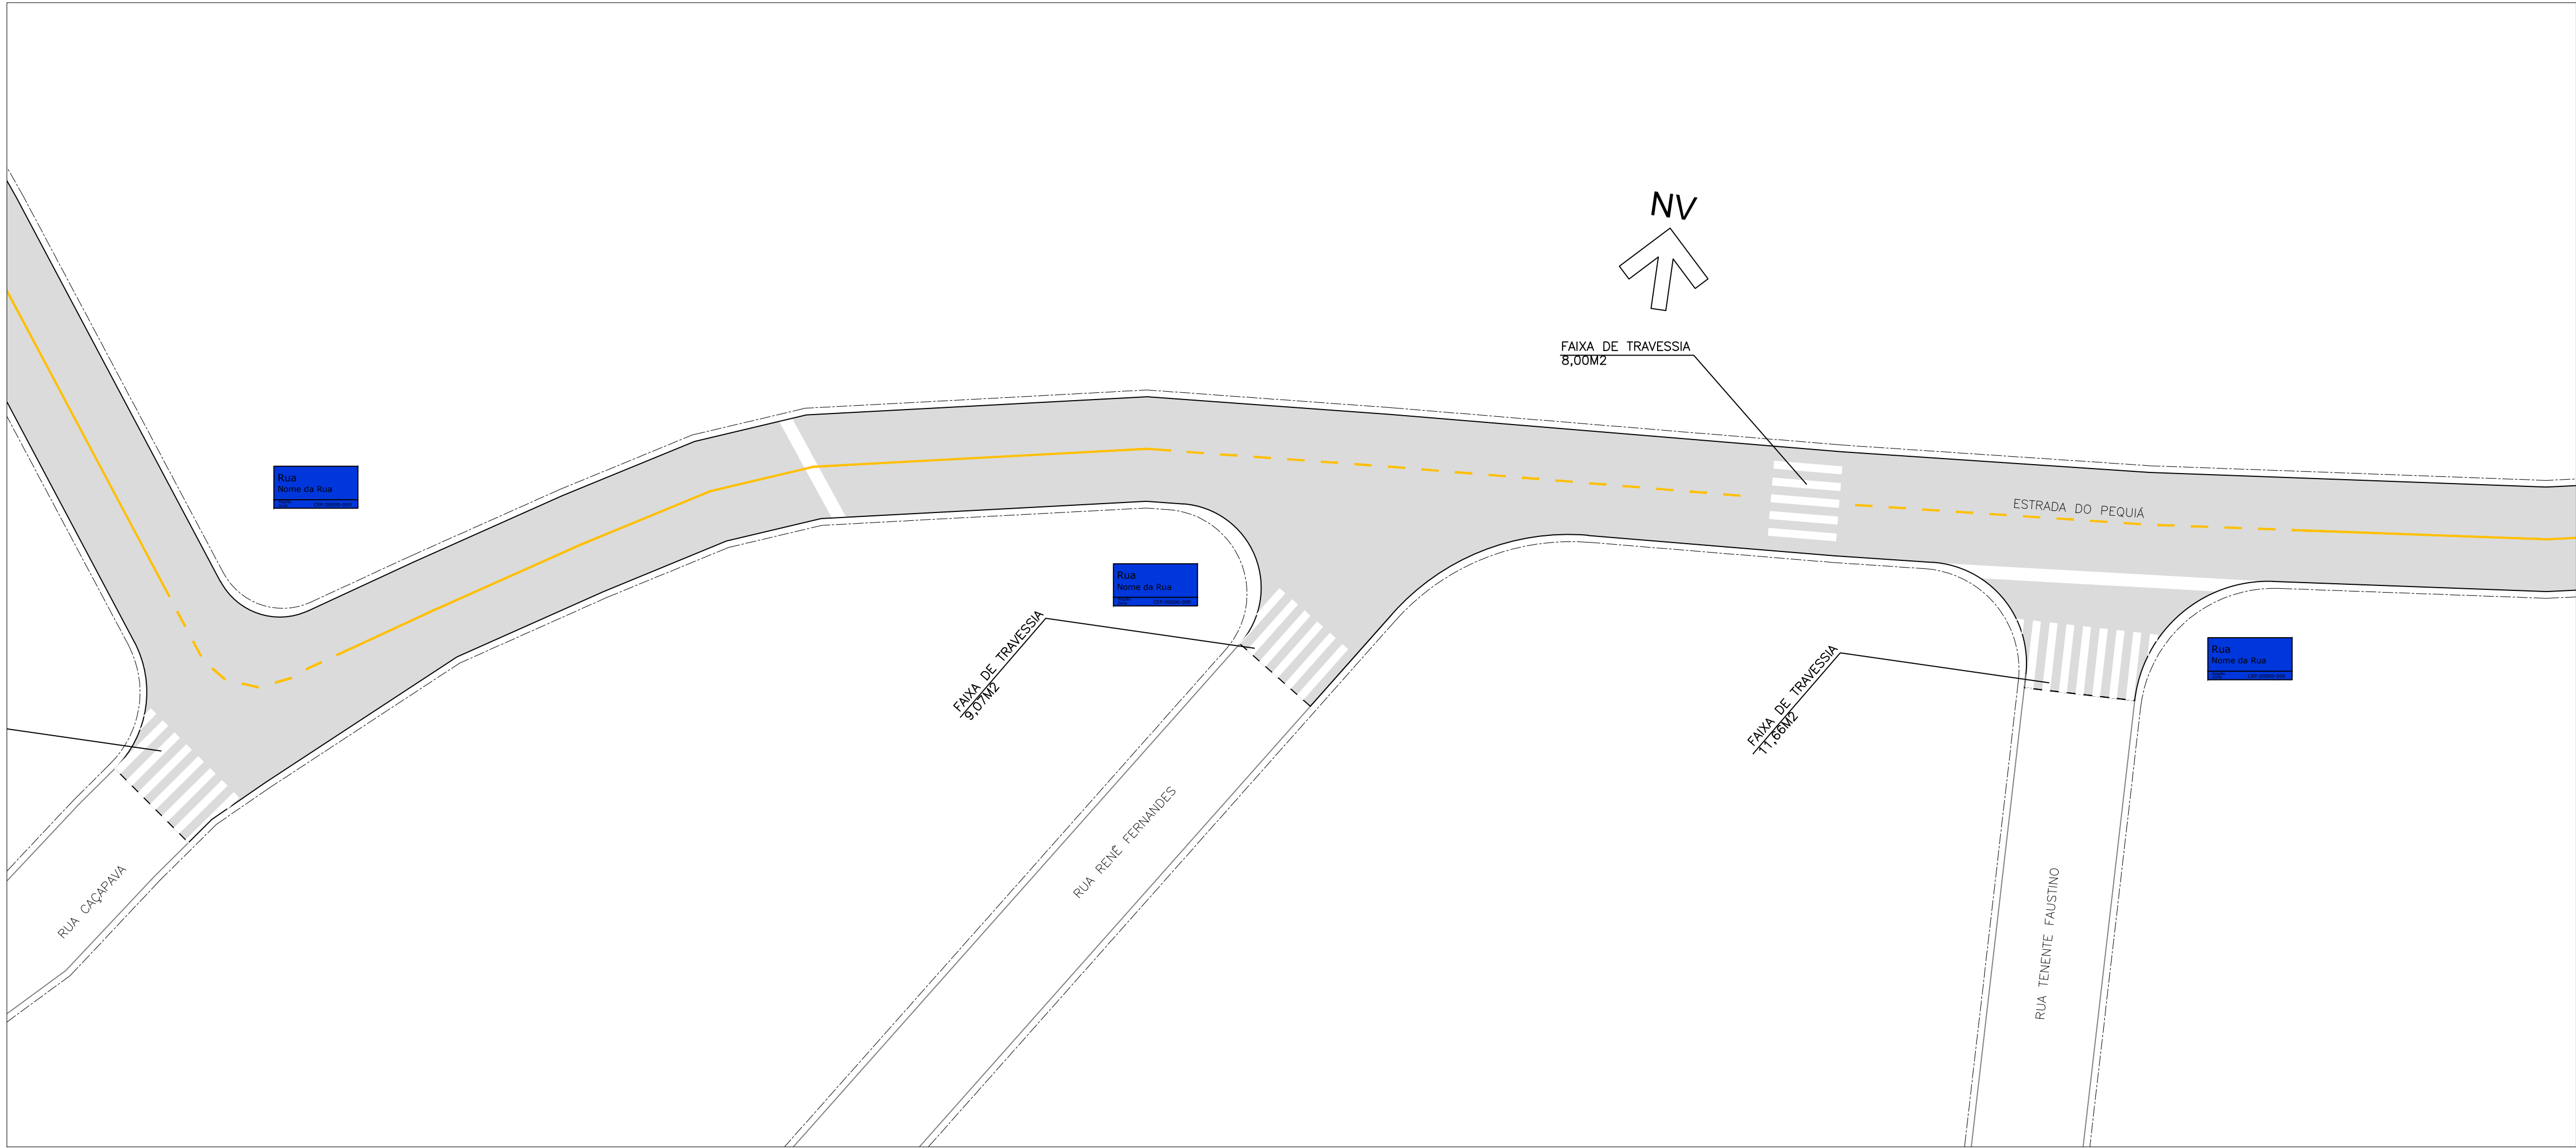 NV
FAIXA DE TRAVESSIA
8,00M2
Rua
Nome da Rua
ESTRADA DO PEQUIÁ
Rua
Nome da Rua
FAIXA DE TRAVESSIA
9,07M2
FAIXA DE TRAVESSIA
11,66M2
Rua
Nome da Rua
RUA CAÇAPAVA
RUA RENÊ FERNANDES
RUA TENENTE FAUSTINO